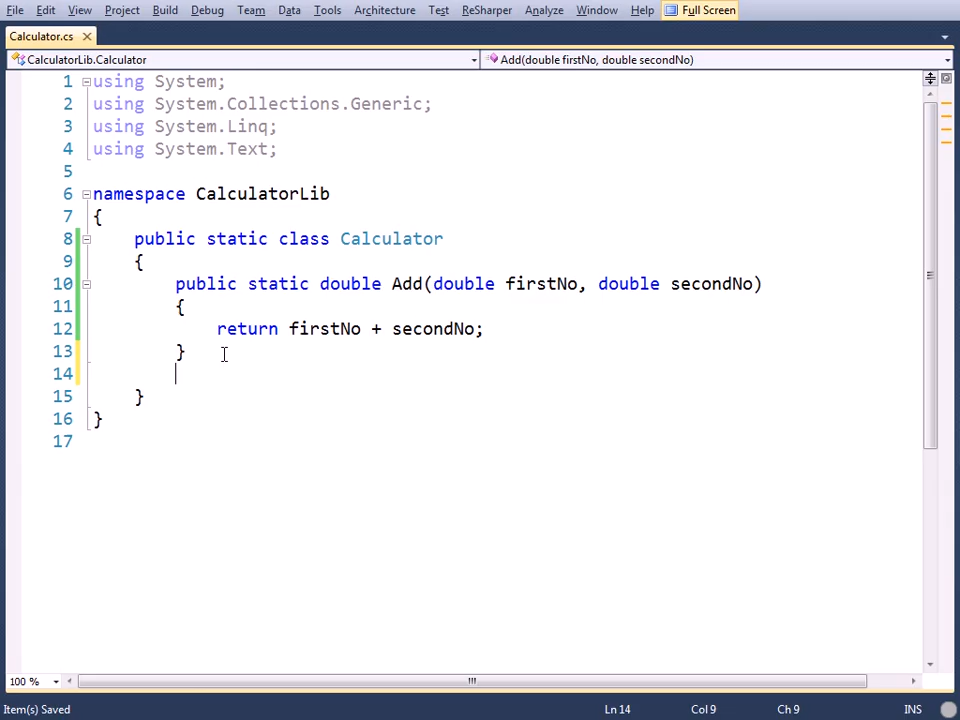 File Edit View Project Build Debug Team Data Tools Architecture Test ReSharper Analyze Window Help Full Screen
Calculator.cs
CalculatorLib.Calculator Add(double firstNo, double secondNo)
1 using System;
2 using System.Collections.Generic;
3 using System.Linq;
4 using System.Text;
5
6 namespace CalculatorLib
7 {
8 public static class Calculator
9 {
10 public static double Add(double firstNo, double secondNo)
11 {
12 return firstNo + secondNo;
13 }
14
15 }
16 }
17
100 %
Item(s) Saved Ln 14 Col 9 Ch 9 INS